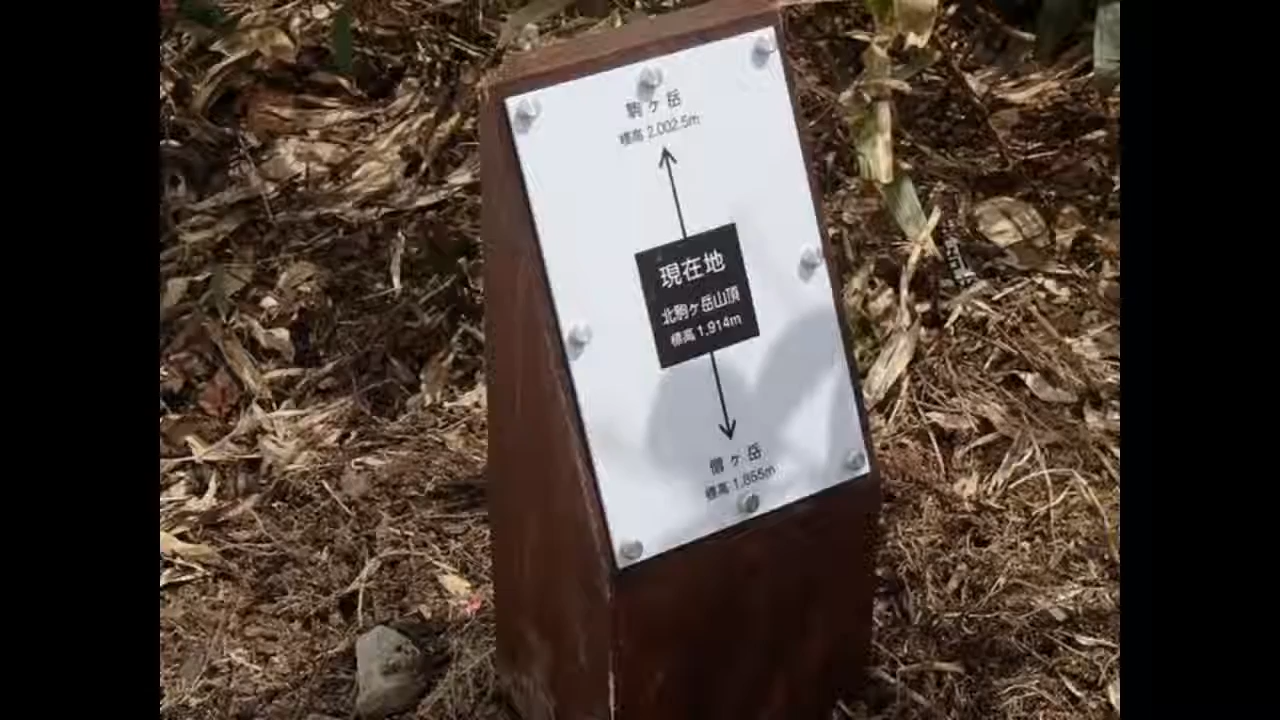 駒ヶ岳
標高 2,002.5m
現在地
北駒ヶ岳山頂
標高 1,914m
僧ヶ岳
標高 1,855m